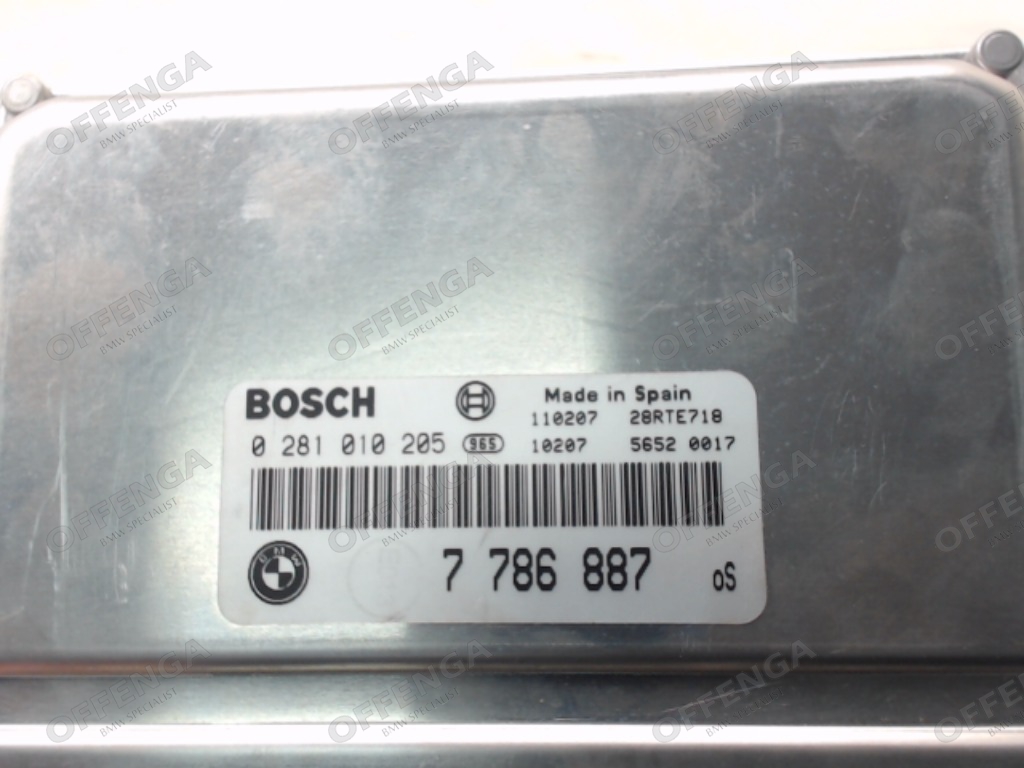 BOSCH
Made in Spain
110207 28RTE718
0 281 010 205 965 10207 5652 0017
BMW
7 786 887 oS
OFFENGA
BMW SPECIALIST